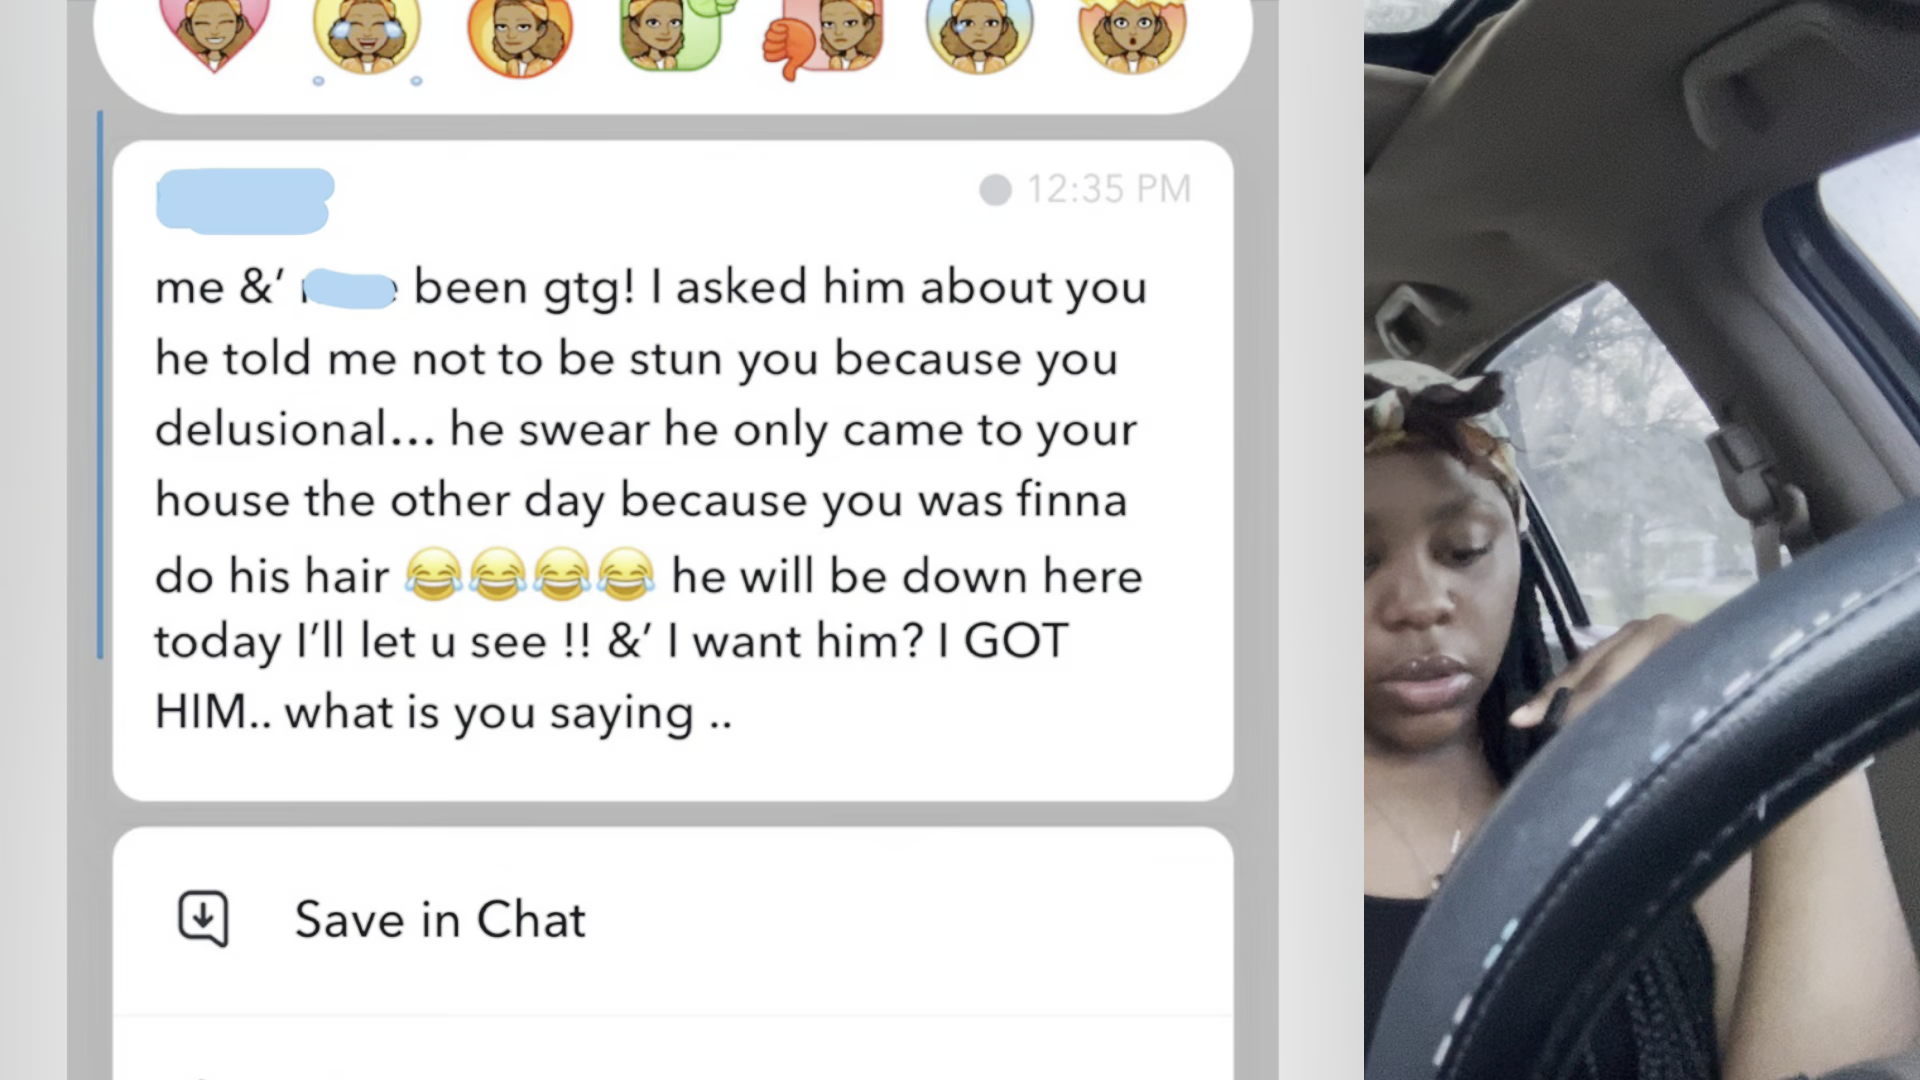 12:35 PM
me &’ been gtg! I asked him about you
he told me not to be stun you because you
delusional... he swear he only came to your
house the other day because you was finna
do his hair 😂😂😂😂 he will be down here
today I’ll let u see !! &’ I want him? I GOT
HIM.. what is you saying ..
Save in Chat